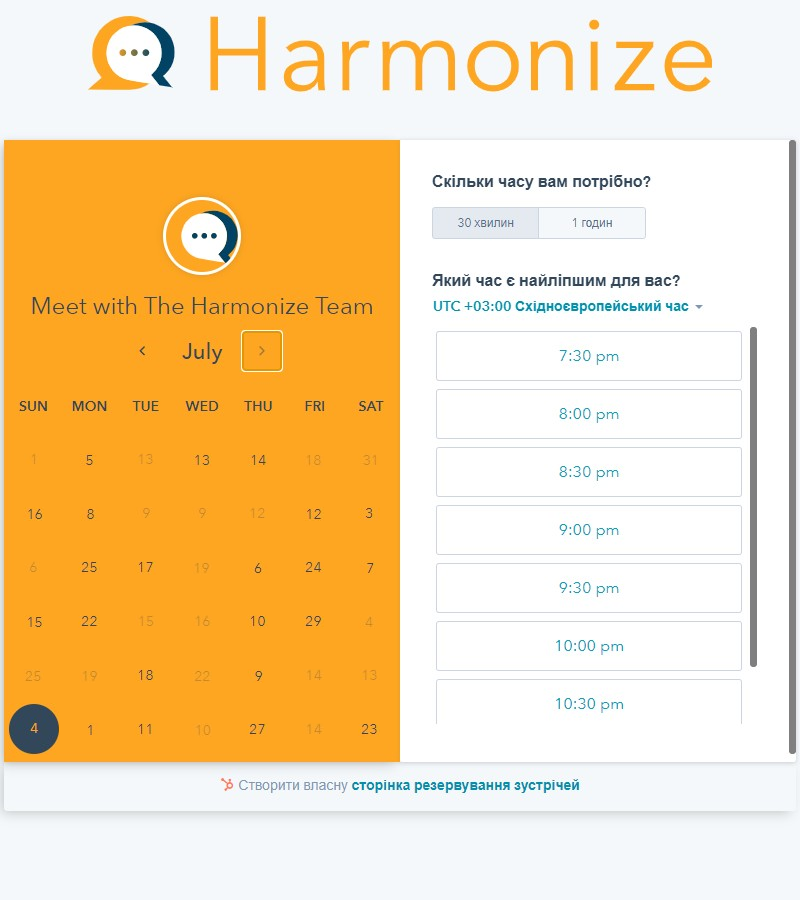 Harmonize
Meet with The Harmonize Team
July
SUN MON TUE WED THU FRI SAT
1 5 13 13 14 18 31
16 8 9 9 12 12 3
6 25 17 19 6 24 7
15 22 15 16 10 29 4
25 19 18 22 9 14 13
4 1 11 10 27 14 23
Скільки часу вам потрібно?
30 хвилин 1 годин
Який час є найліпшим для вас?
UTC +03:00 Східноєвропейський час
7:30 pm
8:00 pm
8:30 pm
9:00 pm
9:30 pm
10:00 pm
10:30 pm
Створити власну сторінка резервування зустрічей